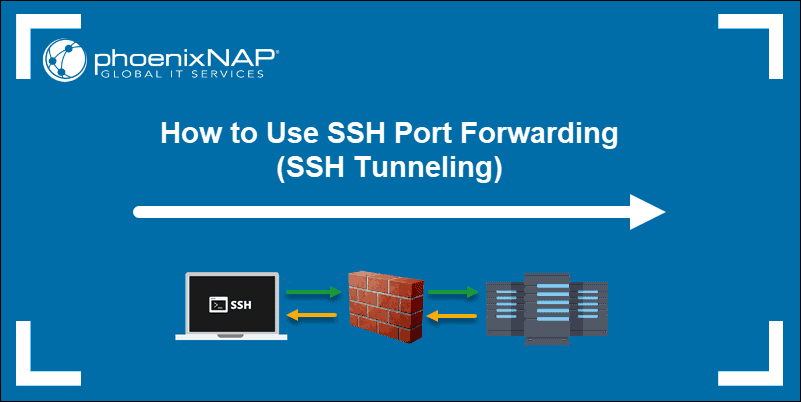 phoenixNAP®
GLOBAL IT SERVICES
How to Use SSH Port Forwarding
(SSH Tunneling)
SSH